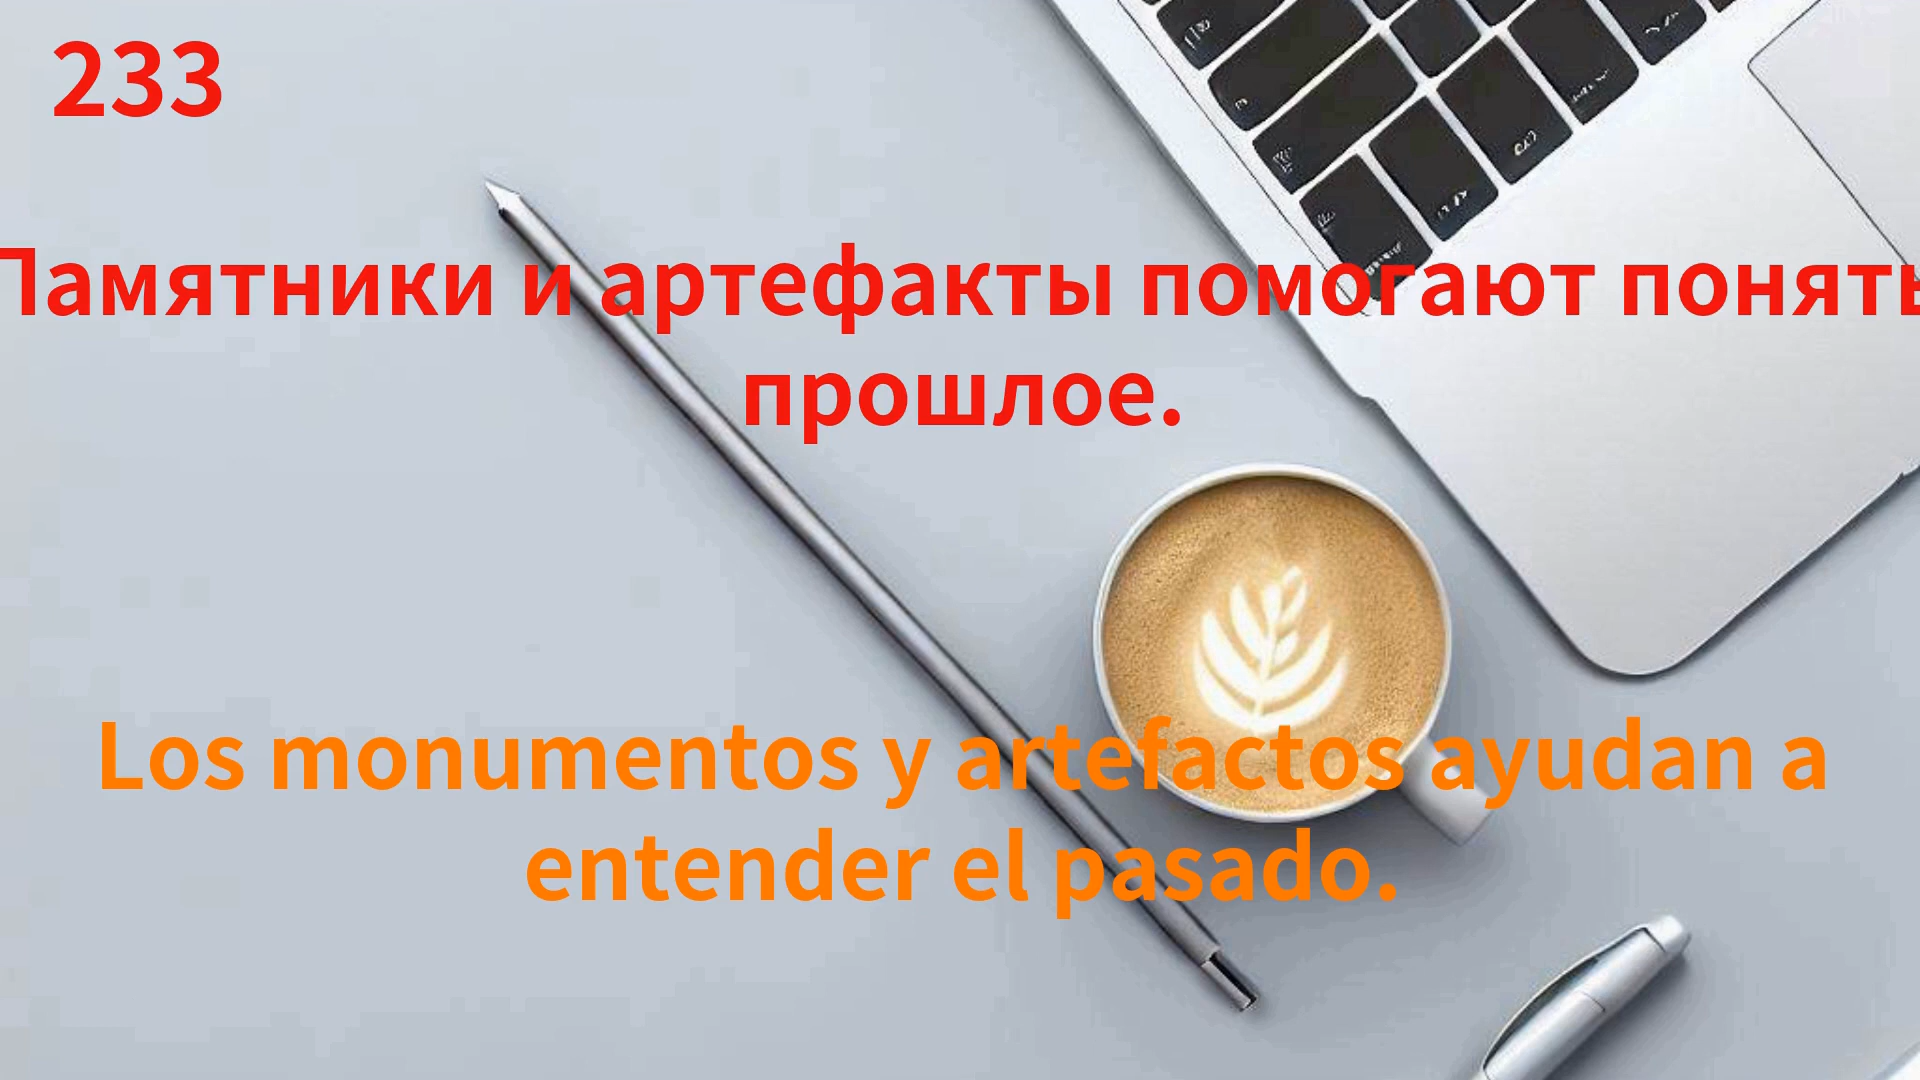 233
Памятники и артефакты помогают понять
прошлое.
Los monumentos y artefactos ayudan a
entender el pasado.